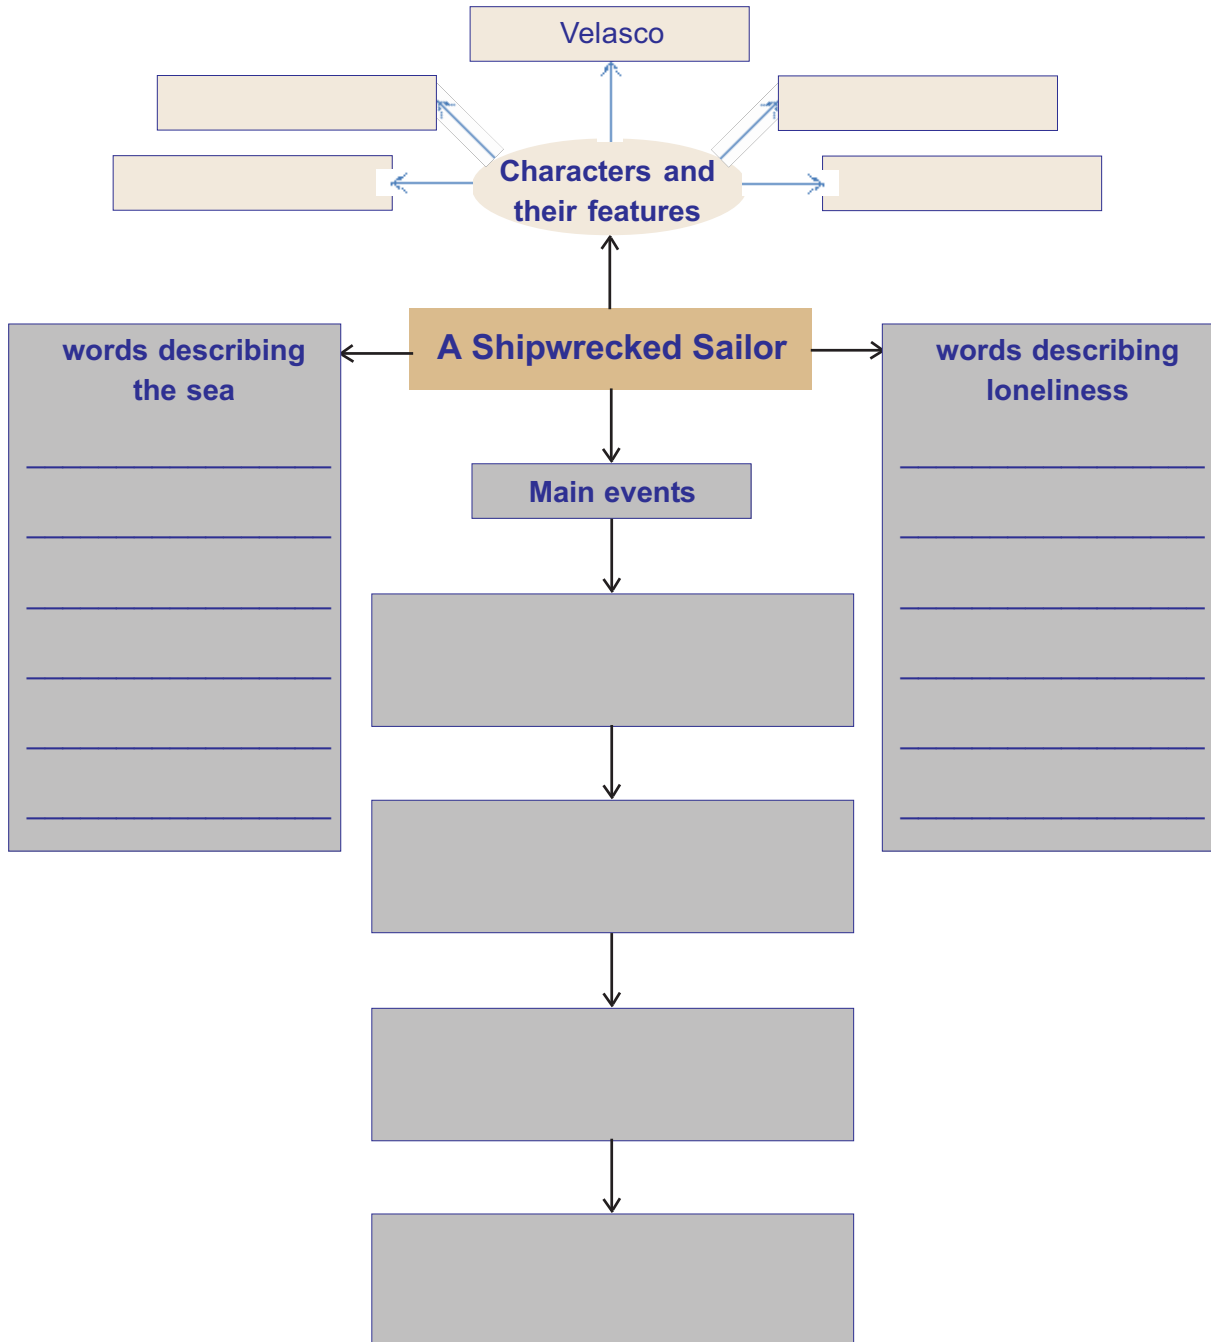 Velasco
Characters and
their features
A Shipwrecked Sailor
words describing
the sea
words describing
loneliness
Main events